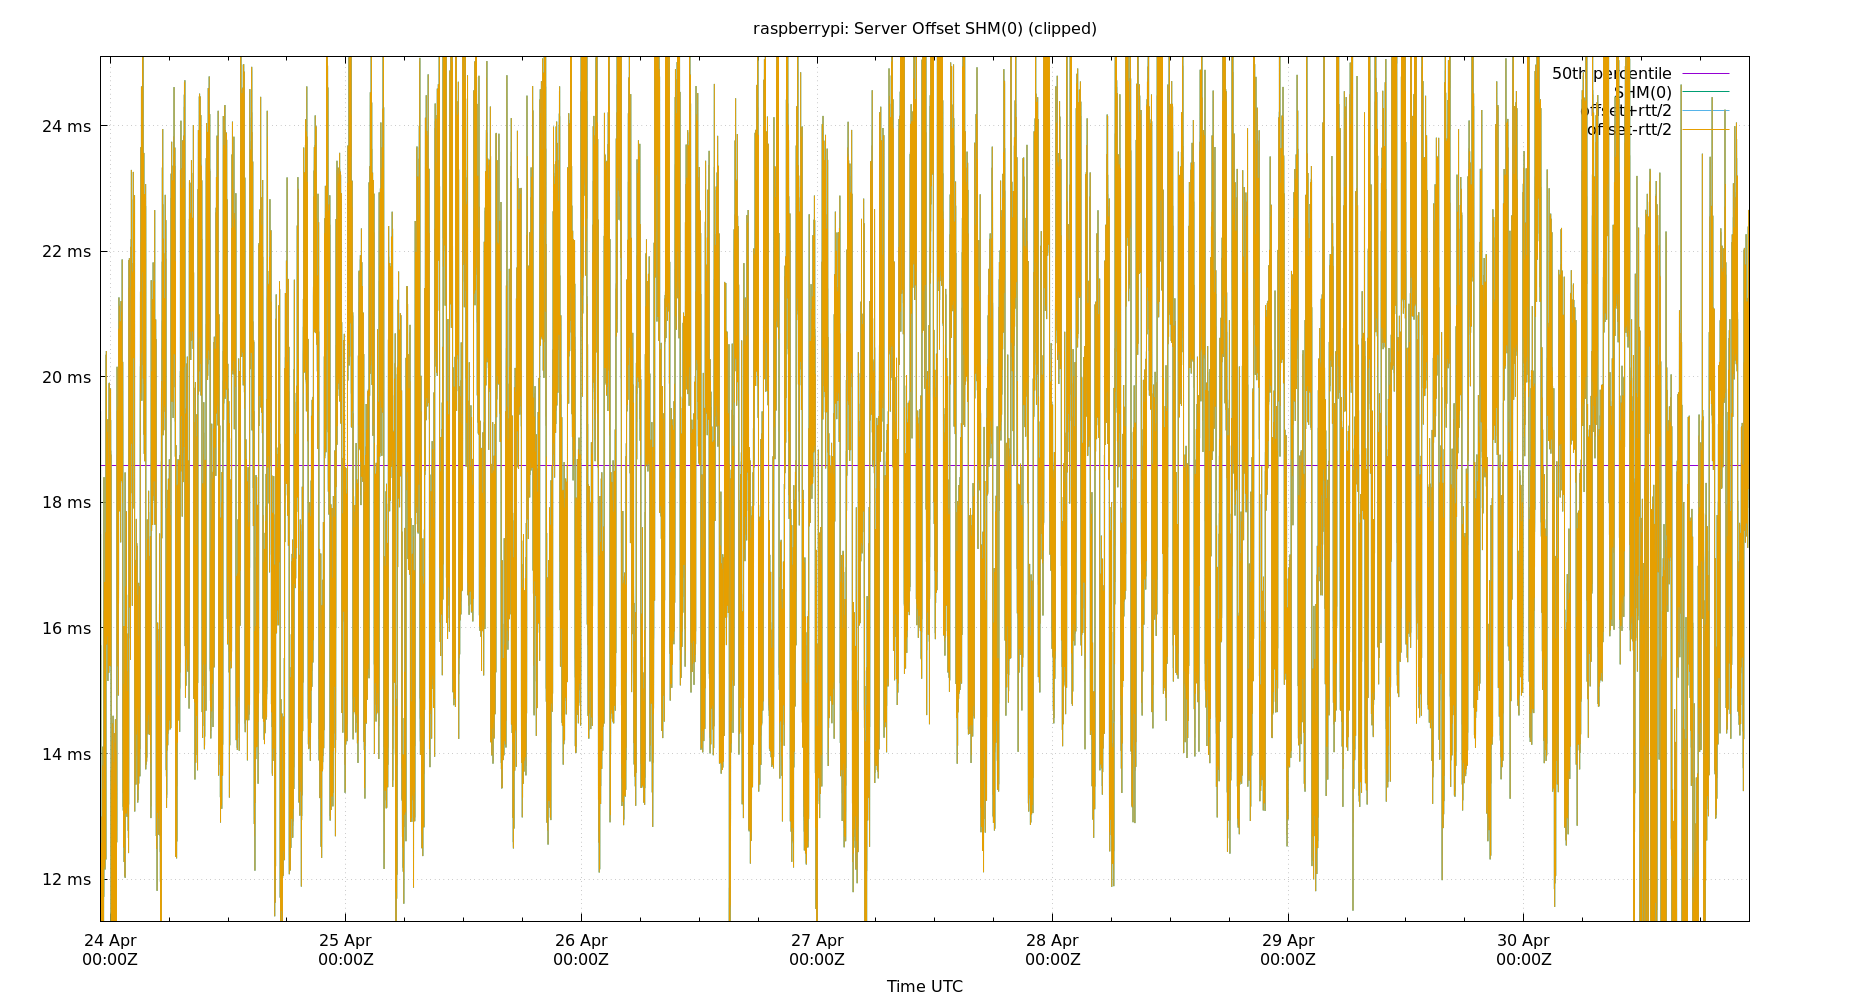 raspberrypi: Server Offset SHM(0) (clipped)
50th percentile
SHM(0)
offset+rtt/2
offset-rtt/2
24 ms
22 ms
20 ms
18 ms
16 ms
14 ms
12 ms
24 Apr 25 Apr 26 Apr 27 Apr 28 Apr 29 Apr 30 Apr
00:00Z 00:00Z 00:00Z 00:00Z 00:00Z 00:00Z 00:00Z
Time UTC